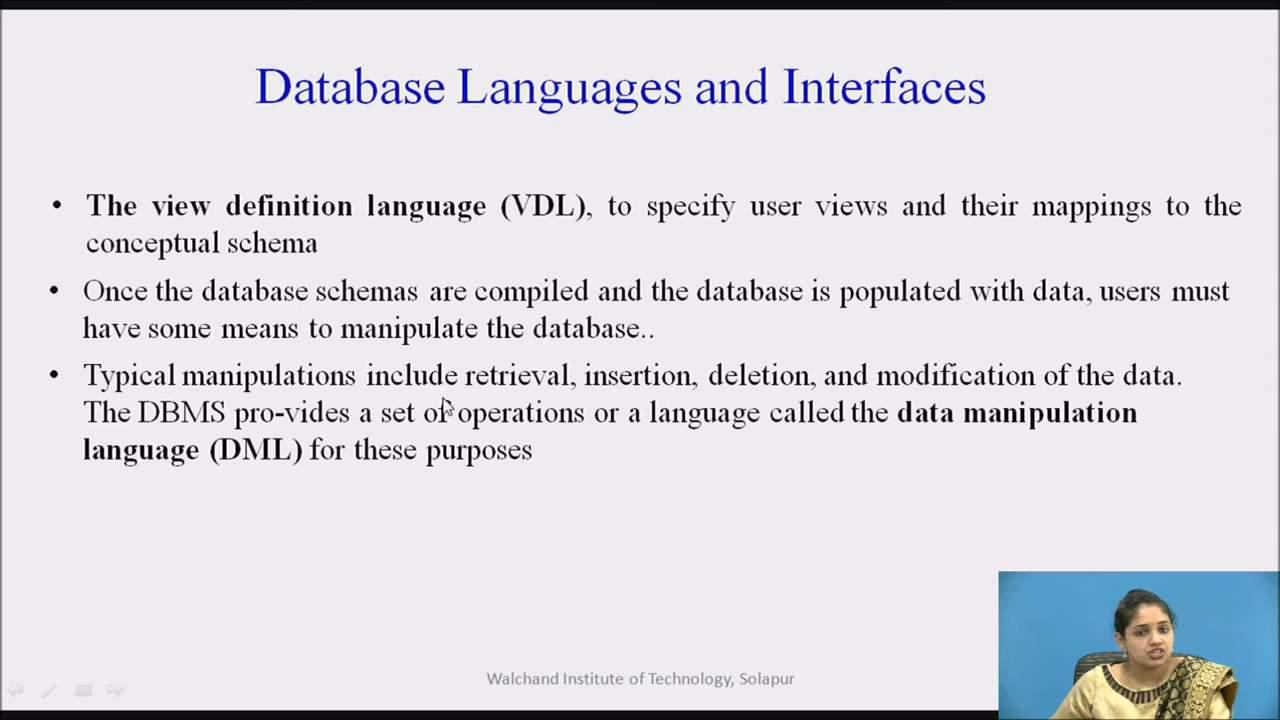 Database Languages and Interfaces
• The view definition language (VDL), to specify user views and their mappings to the
conceptual schema
• Once the database schemas are compiled and the database is populated with data, users must
have some means to manipulate the database..
• Typical manipulations include retrieval, insertion, deletion, and modification of the data.
The DBMS pro-vides a set of operations or a language called the data manipulation
language (DML) for these purposes
Walchand Institute of Technology, Solapur